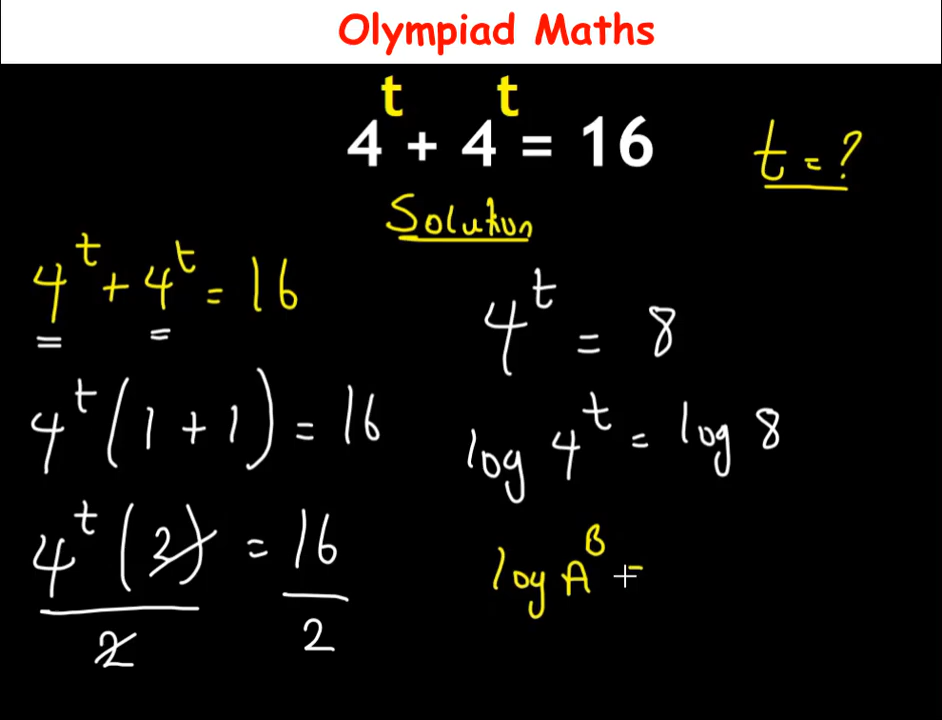 Olympiad Maths
4^t + 4^t = 16
t = ?
Solution
4^t + 4^t = 16
4^t (1 + 1) = 16
4^t (2) / 2 = 16 / 2
4^t = 8
log 4^t = log 8
log A^B =